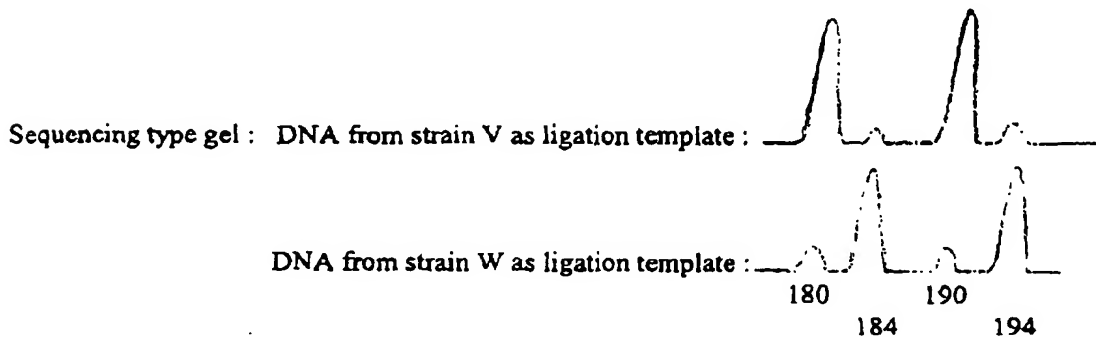 Sequencing type gel : DNA from strain V as ligation template :
DNA from strain W as ligation template :
180 190
184 194